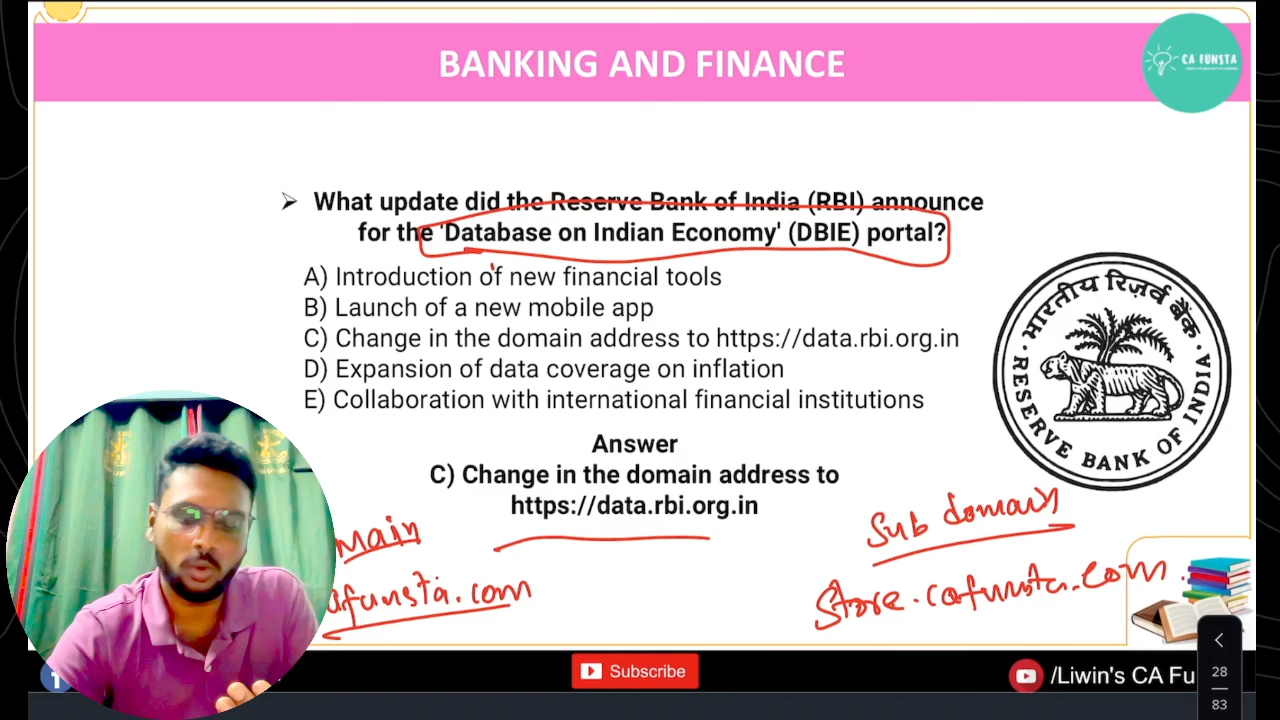 BANKING AND FINANCE
CA FUNSTA
➢ What update did the Reserve Bank of India (RBI) announce
for the 'Database on Indian Economy' (DBIE) portal?
A) Introduction of new financial tools
B) Launch of a new mobile app
C) Change in the domain address to https://data.rbi.org.in
D) Expansion of data coverage on inflation
E) Collaboration with international financial institutions
भारतीय रिज़र्व बैंक
RESERVE BANK OF INDIA
Answer
C) Change in the domain address to
https://data.rbi.org.in
main
afunsta.com
Sub domain
Store.cafunsta.com.
Subscribe
/Liwin's CA Fu
28
83